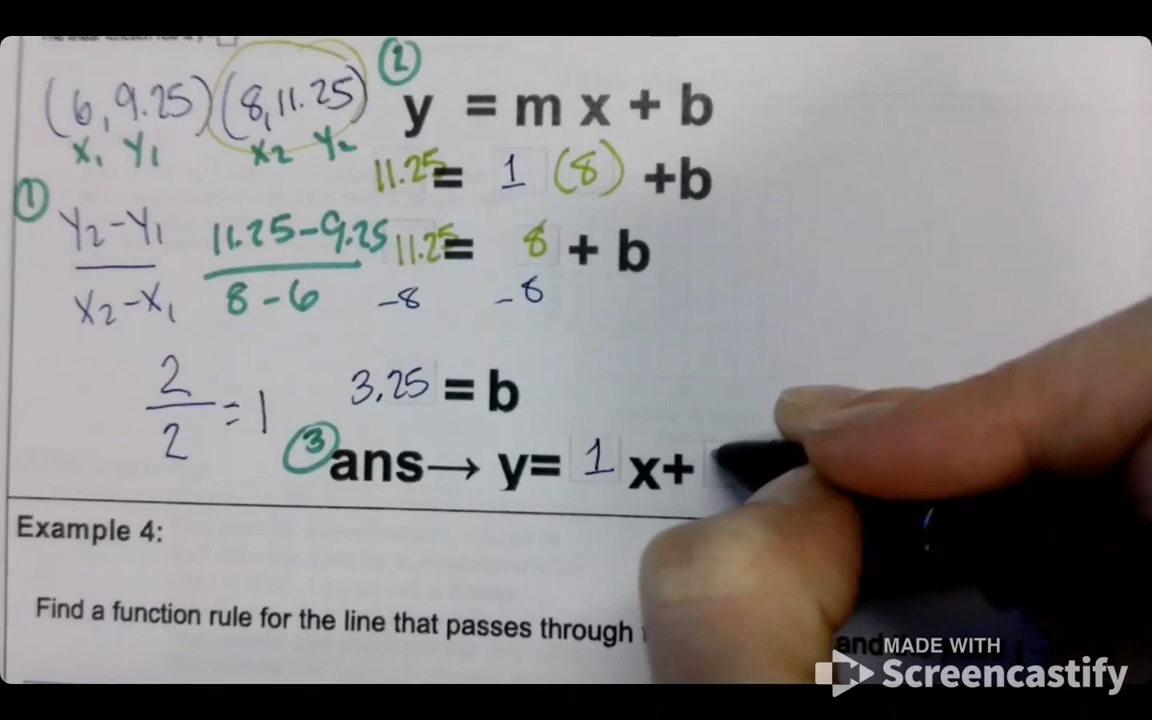 (6, 9.25) (8, 11.25)
x₁ y₁ x₂ y₂
①
y₂-y₁ 11.25-9.25
x₂-x₁ 8-6
2
2 = 1
②
y = m x + b
11.25 = 1 (8) +b
11.25 = 8 + b
-8 -8
3.25 = b
③ ans→ y= 1 x+
Example 4:
Find a function rule for the line that passes through
and
MADE WITH
Screencastify